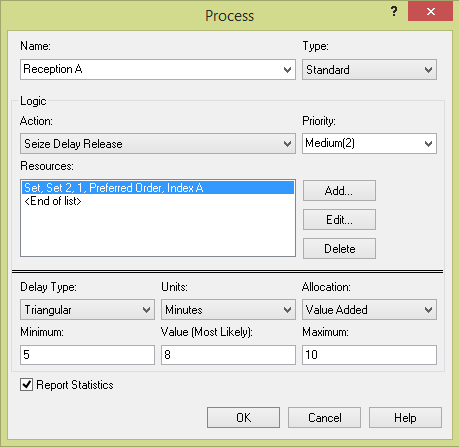 Process
?
Name: Type:
Reception A Standard
Logic
Action: Priority:
Seize Delay Release Medium(2)
Resources:
Set, Set 2, 1, Preferred Order, Index A
<End of list>
Add...
Edit...
Delete
Delay Type: Units: Allocation:
Triangular Minutes Value Added
Minimum: Value (Most Likely): Maximum:
5 8 10
Report Statistics
OK Cancel Help